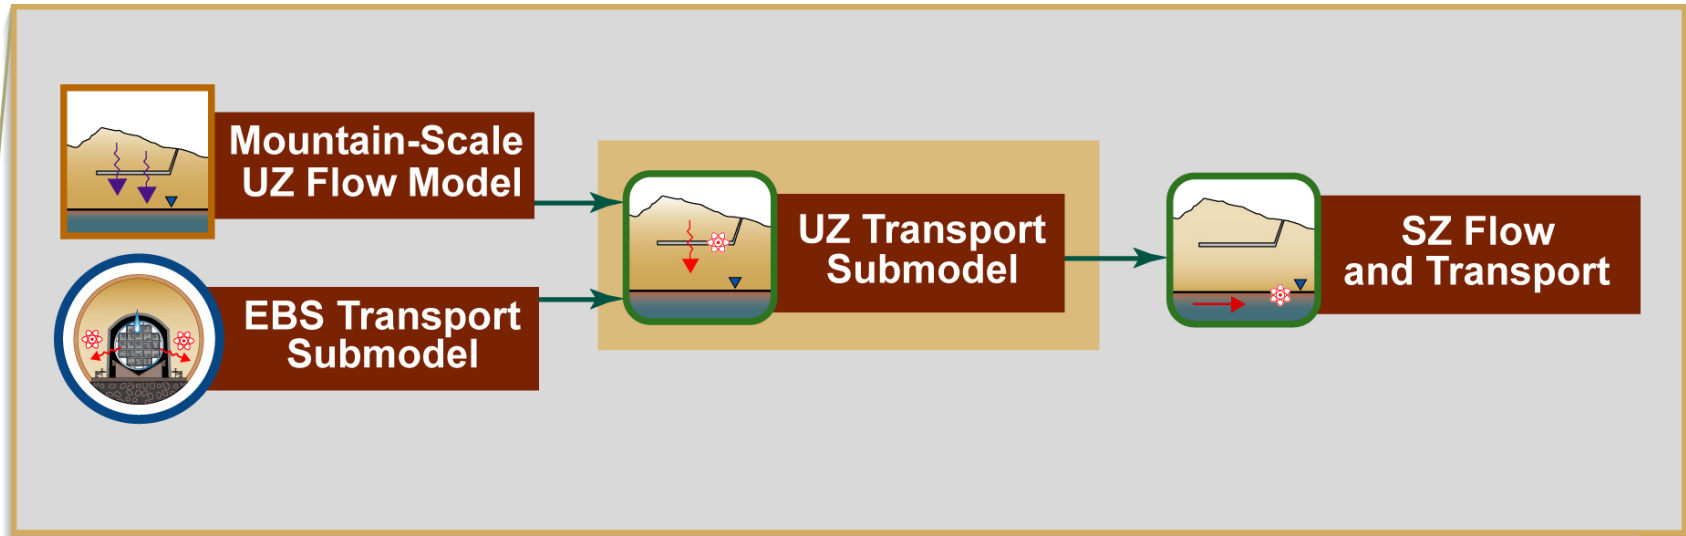 Mountain-Scale
UZ Flow Model
EBS Transport
Submodel
UZ Transport
Submodel
SZ Flow
and Transport